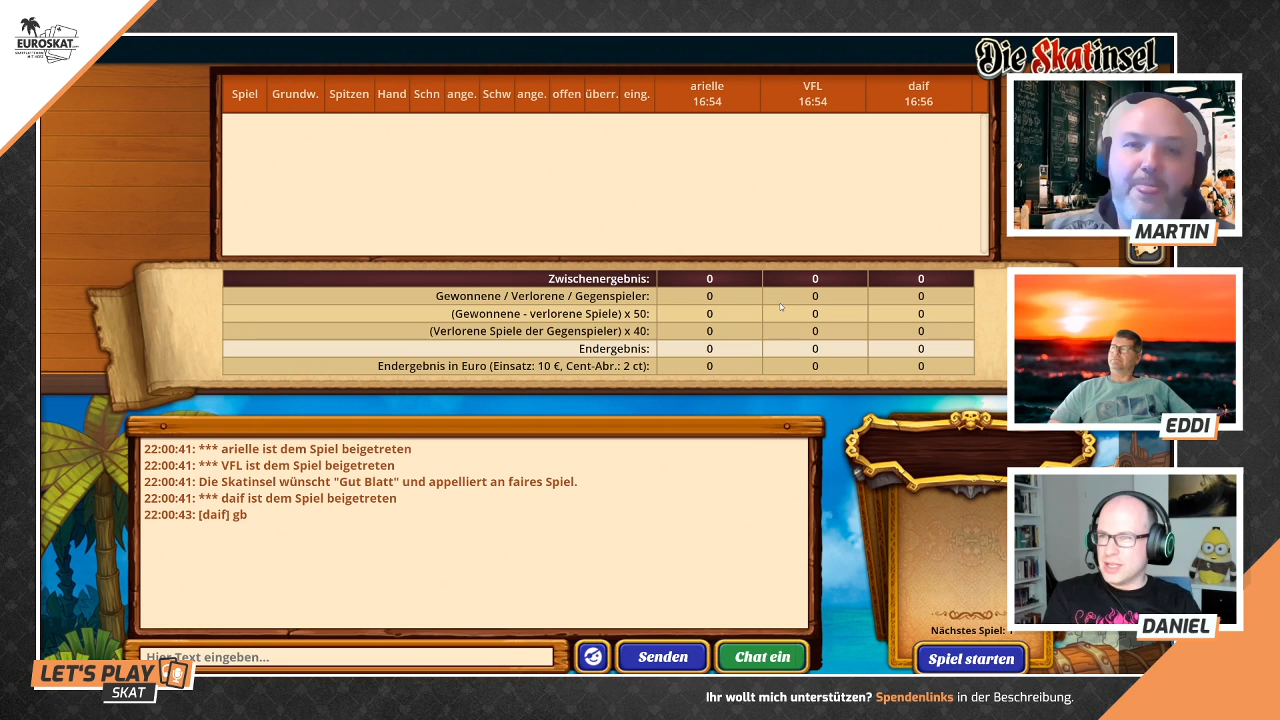 EUROSKAT.com
Die Skatinsel
Spiel Grundw. Spitzen Hand Schn ange. Schw ange. offen überr. eing. arielle VFL daif
16:54 16:54 16:56
MARTIN
Zwischenergebnis: 0 0 0
Gewonnene / Verlorene / Gegenspieler: 0 0 0
(Gewonnene - verlorene Spiele) x 50: 0 0 0
(Verlorene Spiele der Gegenspieler) x 40: 0 0 0
Endergebnis: 0 0 0
Endergebnis in Euro (Einsatz: 10 €, Cent-Abr.: 2 ct): 0 0 0
EDDI
22:00:41: *** arielle ist dem Spiel beigetreten
22:00:41: *** VFL ist dem Spiel beigetreten
22:00:41: Die Skatinsel wünscht "Gut Blatt" und appelliert an faires Spiel.
22:00:41: *** daif ist dem Spiel beigetreten
22:00:43: [daif] gb
DANIEL
Nächstes Spiel:
Hier Text eingeben...
Senden
Chat ein
Spiel starten
LET'S PLAY
SKAT
Ihr wollt mich unterstützen? Spendenlinks in der Beschreibung.